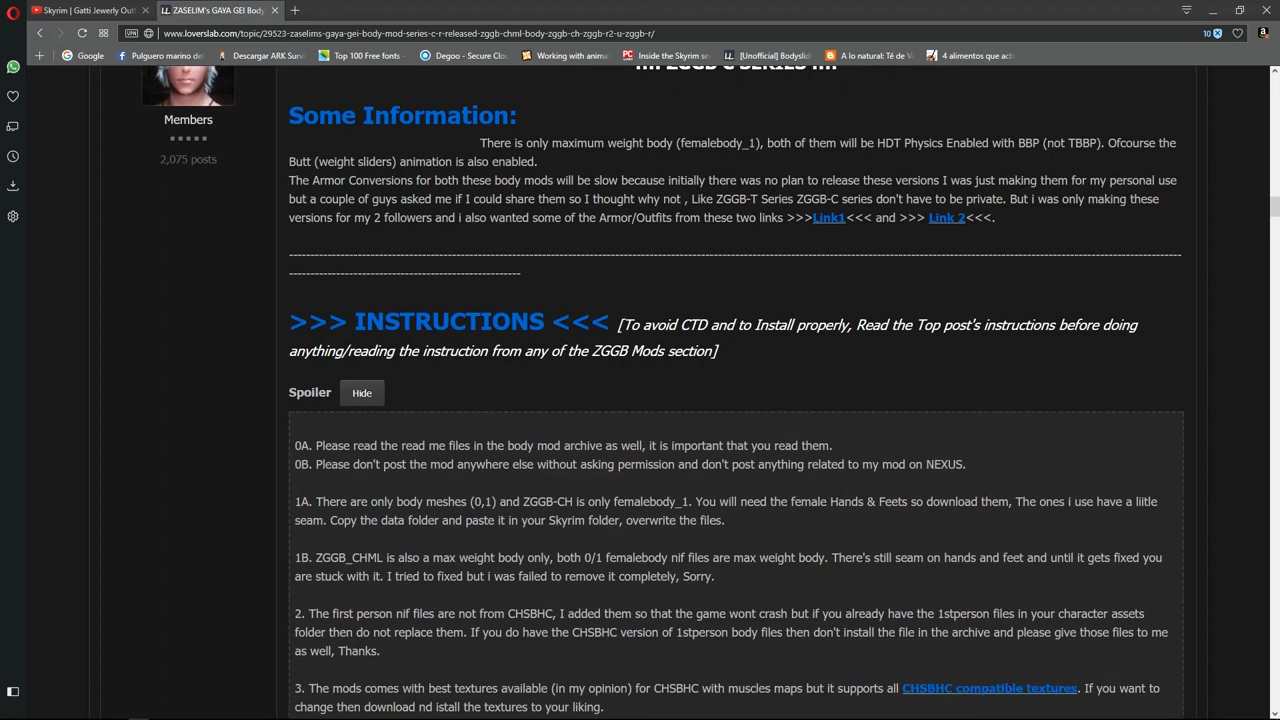 Skyrim | Gatti Jewerly Out
ZASELIM's GAYA GEI Body
VPN www.loverslab.com/topic/29523-zaselims-gaya-gei-body-mod-series-c-r-released-zggb-chml-body-zggb-ch-zggb-r2-u-zggb-r/
10
Google
Pulguero marino del
Descargar ARK Surv
Top 100 Free fonts -
Degoo - Secure Clo
Working with anima
Inside the Skyrim se
[Unofficial] Bodyslid
A lo natural: Té de V
4 alimentos que act
Members
2,075 posts
!!!! ZGGB C SERIES !!!!
Some Information:
There is only maximum weight body (femalebody_1), both of them will be HDT Physics Enabled with BBP (not TBBP). Ofcourse the
Butt (weight sliders) animation is also enabled.
The Armor Conversions for both these body mods will be slow because initially there was no plan to release these versions I was just making them for my personal use
but a couple of guys asked me if I could share them so I thought why not , Like ZGGB-T Series ZGGB-C series don't have to be private. But i was only making these
versions for my 2 followers and i also wanted some of the Armor/Outfits from these two links >>>Link1<<< and >>> Link 2<<<.
>>> INSTRUCTIONS <<< [To avoid CTD and to Install properly, Read the Top post's instructions before doing
anything/reading the instruction from any of the ZGGB Mods section]
Spoiler Hide
0A. Please read the read me files in the body mod archive as well, it is important that you read them.
0B. Please don't post the mod anywhere else without asking permission and don't post anything related to my mod on NEXUS.
1A. There are only body meshes (0,1) and ZGGB-CH is only femalebody_1. You will need the female Hands & Feets so download them, The ones i use have a liitle
seam. Copy the data folder and paste it in your Skyrim folder, overwrite the files.
1B. ZGGB_CHML is also a max weight body only, both 0/1 femalebody nif files are max weight body. There's still seam on hands and feet and until it gets fixed you
are stuck with it. I tried to fixed but i was failed to remove it completely, Sorry.
2. The first person nif files are not from CHSBHC, I added them so that the game wont crash but if you already have the 1stperson files in your character assets
folder then do not replace them. If you do have the CHSBHC version of 1stperson body files then don't install the file in the archive and please give those files to me
as well, Thanks.
3. The mods comes with best textures available (in my opinion) for CHSBHC with muscles maps but it supports all CHSBHC compatible textures. If you want to
change then download nd istall the textures to your liking.